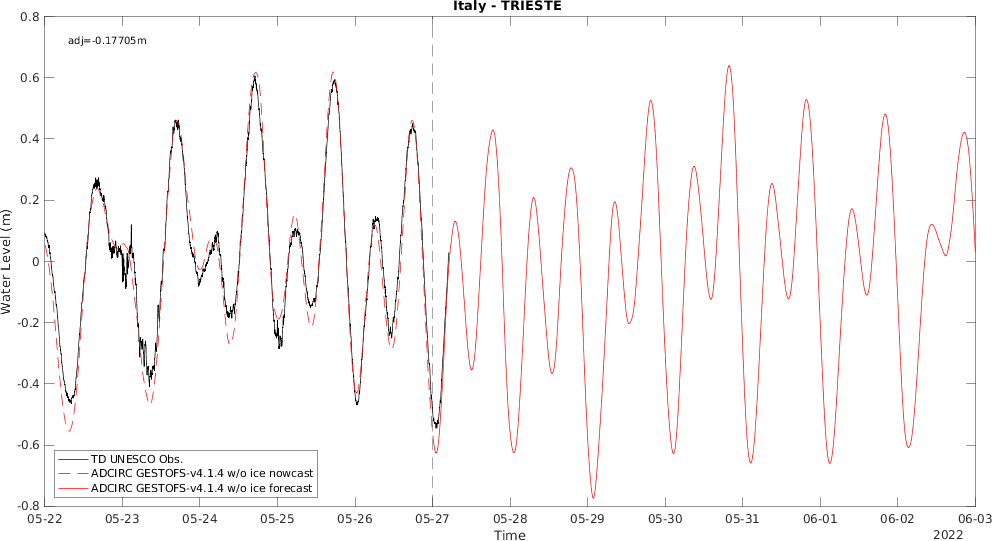 Italy - TRIESTE
adj=-0.17705m
Water Level (m)
0.8
0.6
0.4
0.2
0
-0.2
-0.4
-0.6
-0.8
TD UNESCO Obs.
ADCIRC GESTOFS-v4.1.4 w/o ice nowcast
ADCIRC GESTOFS-v4.1.4 w/o ice forecast
05-22 05-23 05-24 05-25 05-26 05-27 05-28 05-29 05-30 05-31 06-01 06-02 06-03
Time
2022